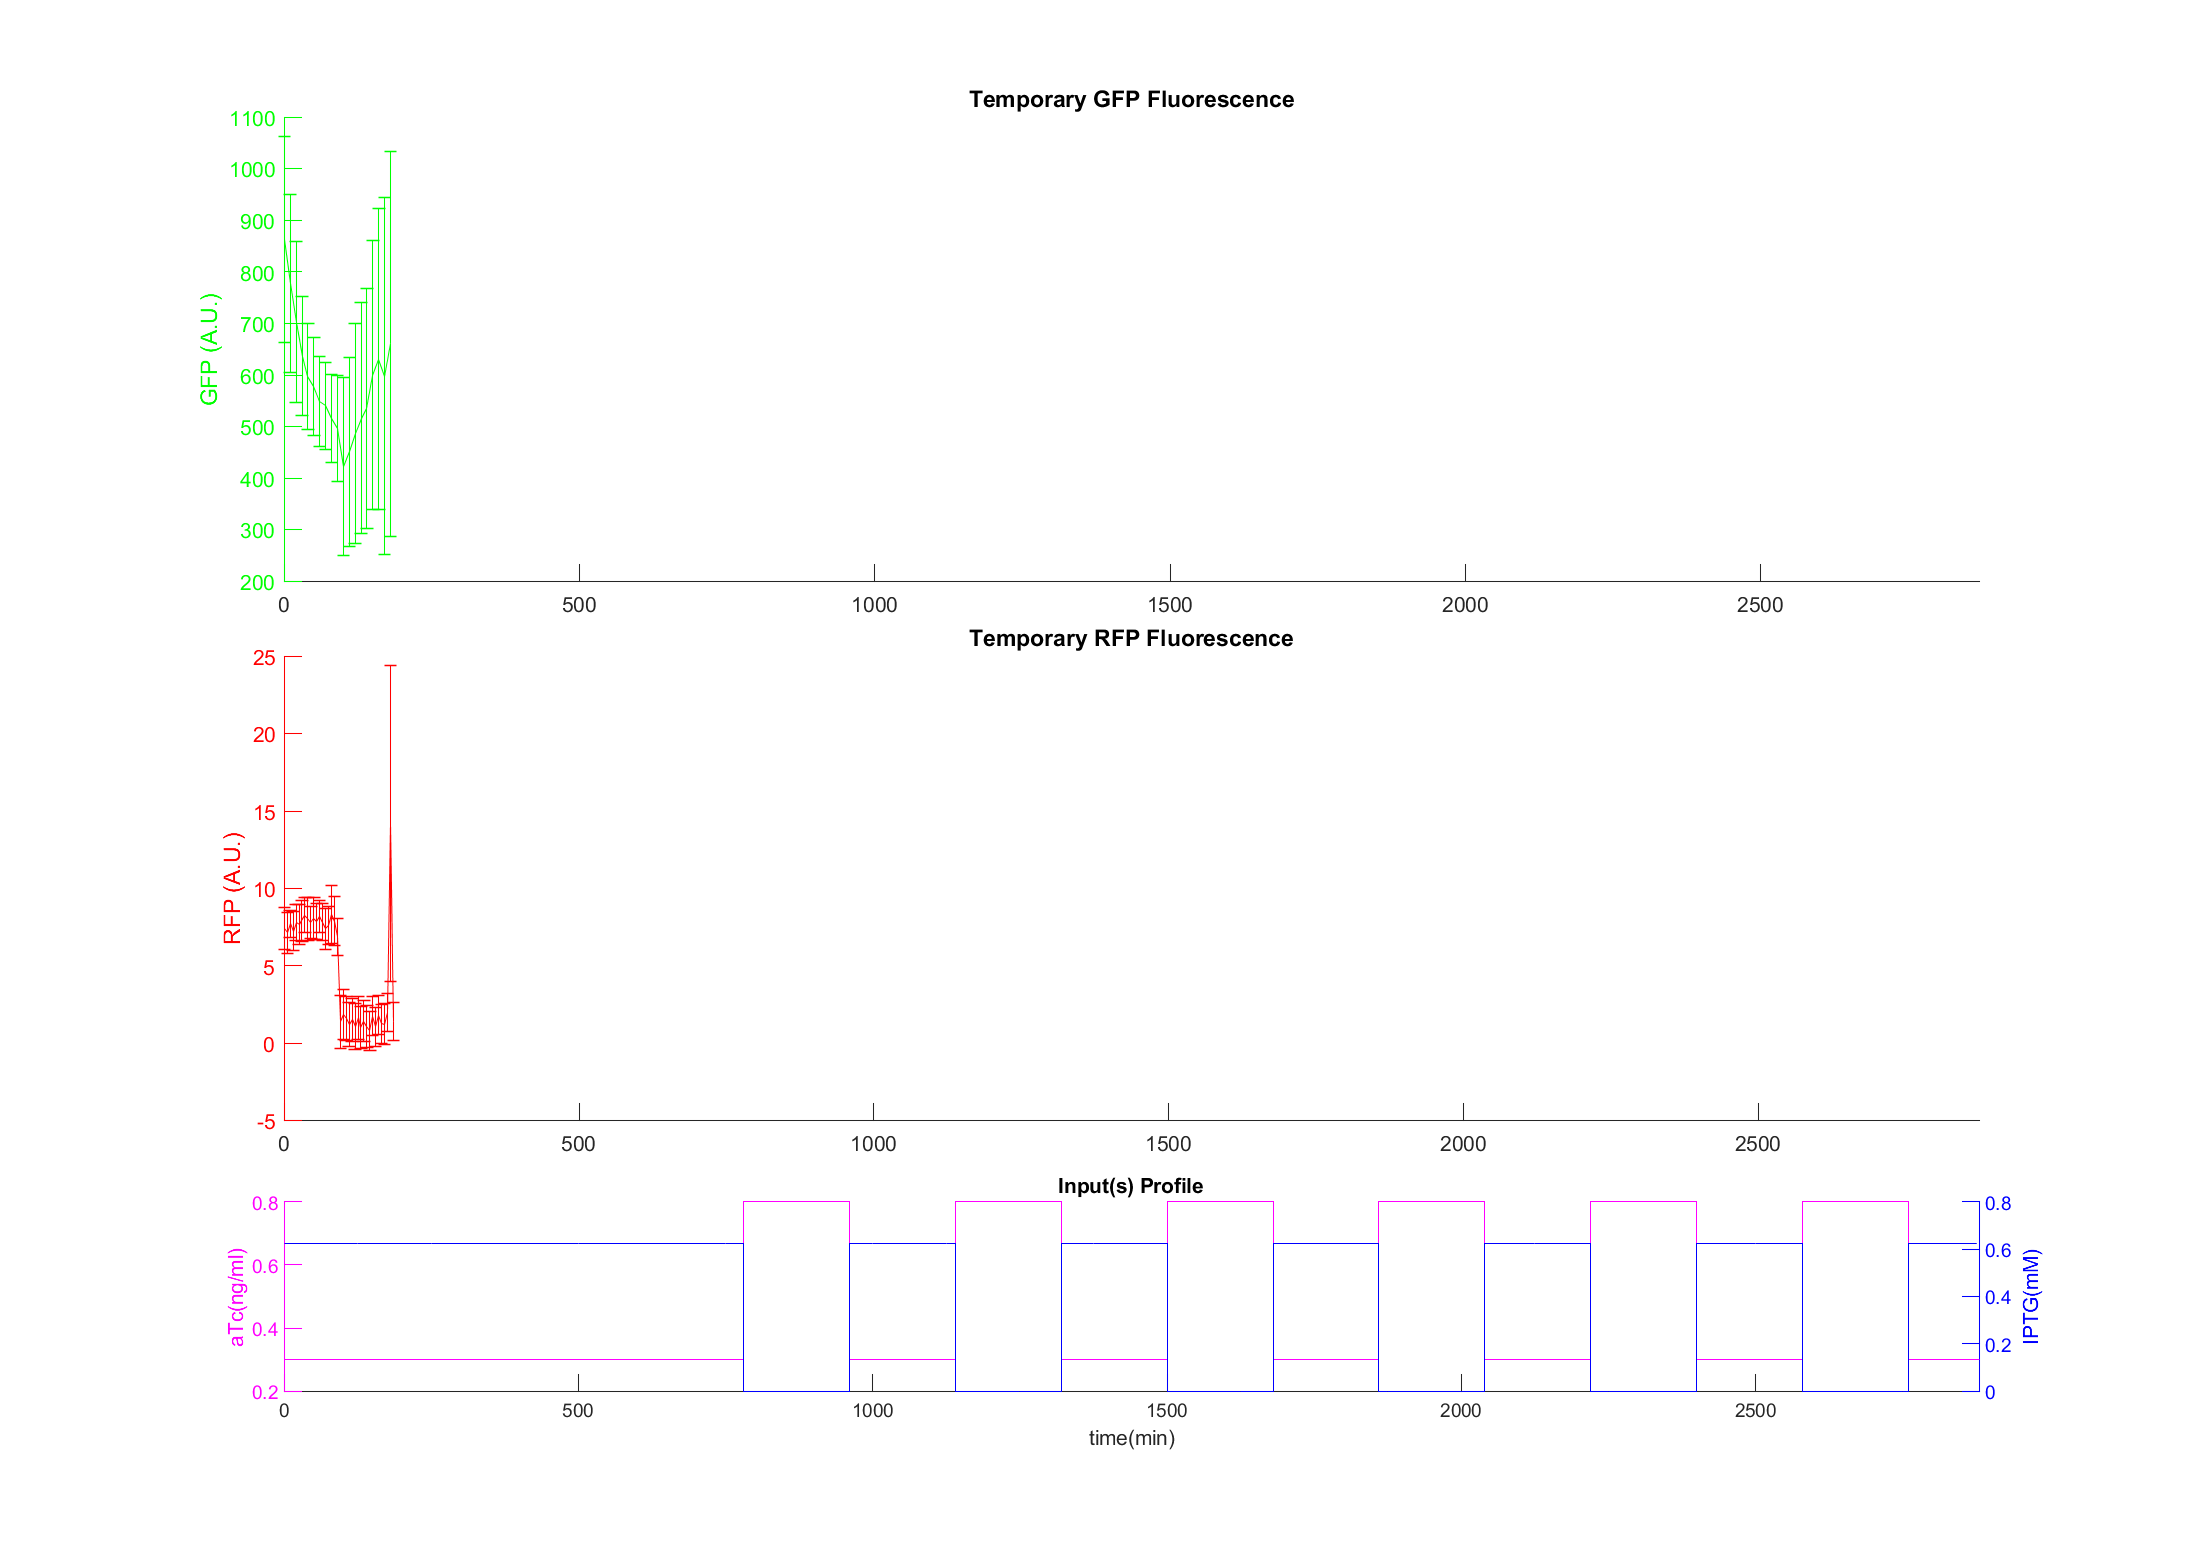 Temporary GFP Fluorescence
1100
1000
900
800
700
600
500
400
300
200
GFP (A.U.)
0 500 1000 1500 2000 2500
Temporary RFP Fluorescence
25
20
15
10
5
0
-5
RFP (A.U.)
0 500 1000 1500 2000 2500
Input(s) Profile
0.8
0.6
0.4
0.2
aTc(ng/ml)
0.8
0.6
0.4
0.2
0
IPTG(mM)
0 500 1000 1500 2000 2500
time(min)